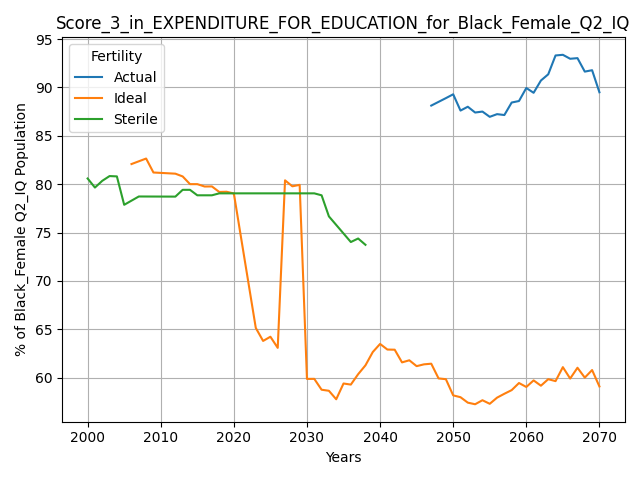 Score_3_in_EXPENDITURE_FOR_EDUCATION_for_Black_Female_Q2_IQ
Fertility
Actual
Ideal
Sterile
% of Black_Female Q2_IQ Population
95
90
85
80
75
70
65
60
2000 2010 2020 2030 2040 2050 2060 2070
Years